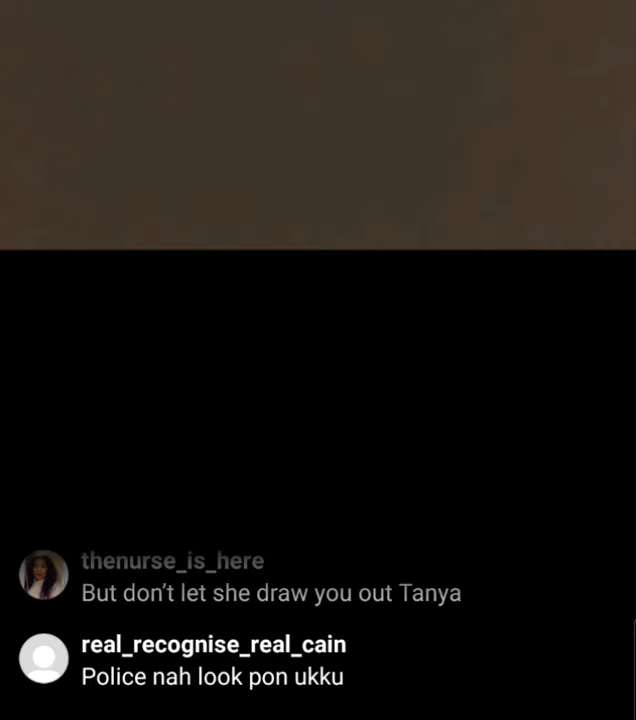 thenurse_is_here
But don't let she draw you out Tanya
real_recognise_real_cain
Police nah look pon ukku